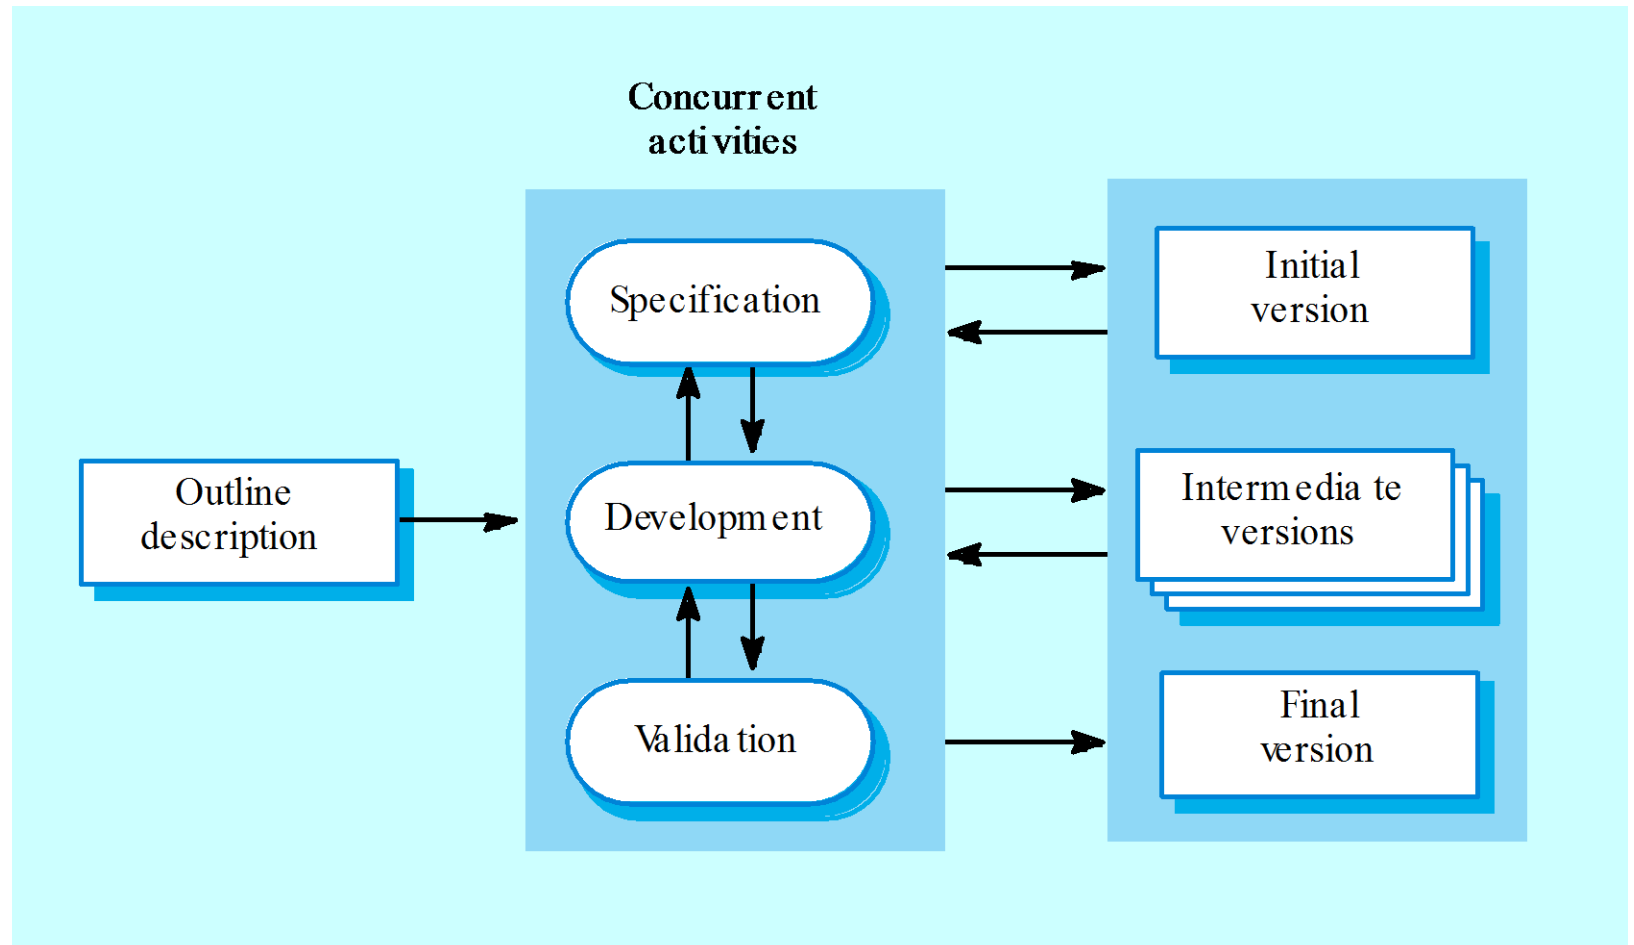 Concurrent
activities
Specification
Initial
version
Outline
description
Development
Intermediate
versions
Validation
Final
version